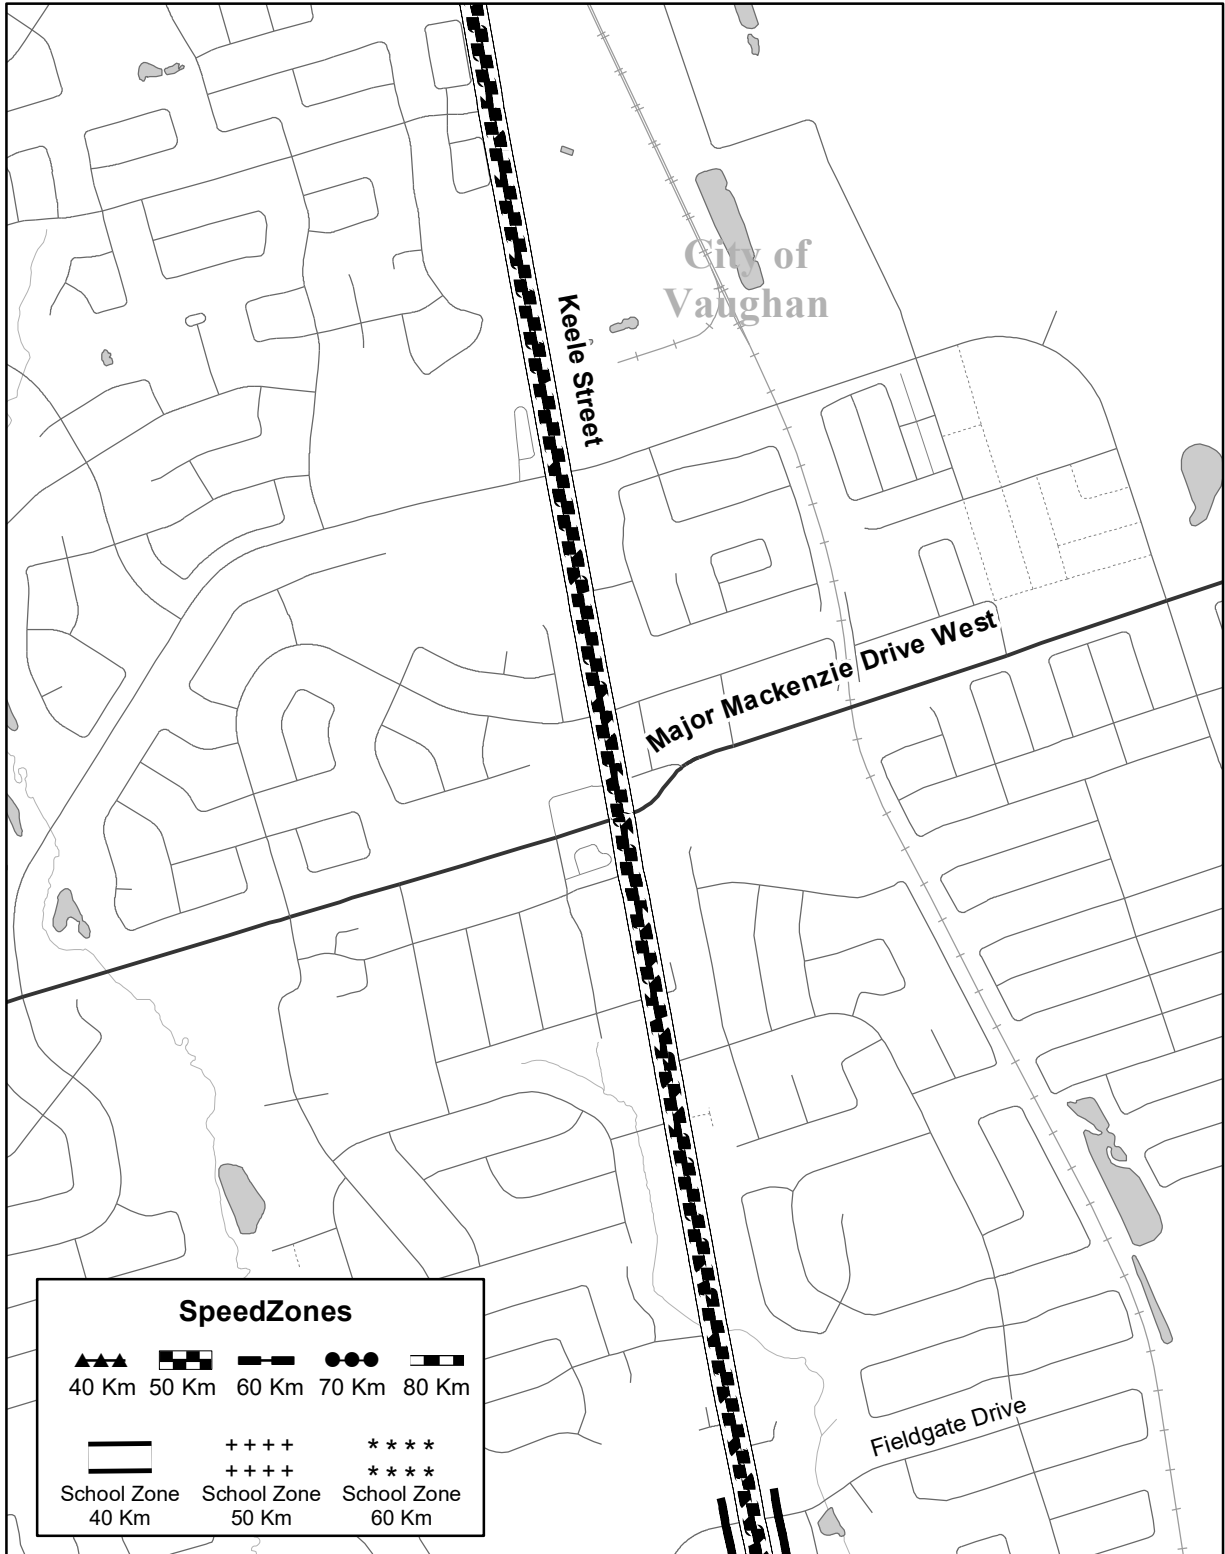 City of
Vaughan
Keele Street
Major Mackenzie Drive West
Fieldgate Drive
SpeedZones
40 Km 50 Km 60 Km 70 Km 80 Km
School Zone School Zone School Zone
40 Km 50 Km 60 Km